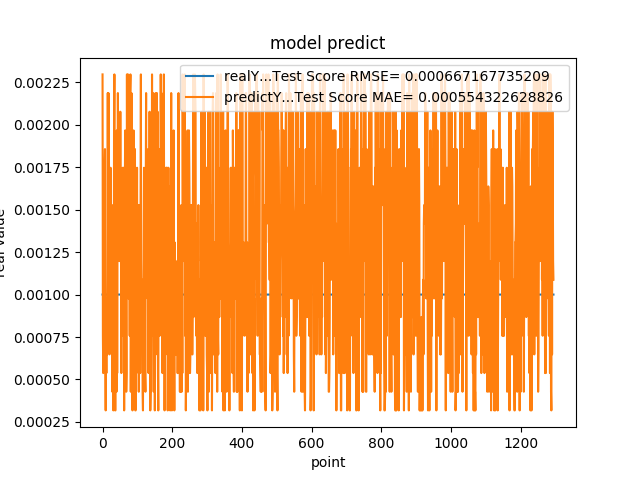 model predict
realY...Test Score RMSE= 0.000667167735209
predictY...Test Score MAE= 0.000554322628826
0.00225
0.00200
0.00175
0.00150
0.00125
0.00100
0.00075
0.00050
0.00025
real value
0 200 400 600 800 1000 1200
point